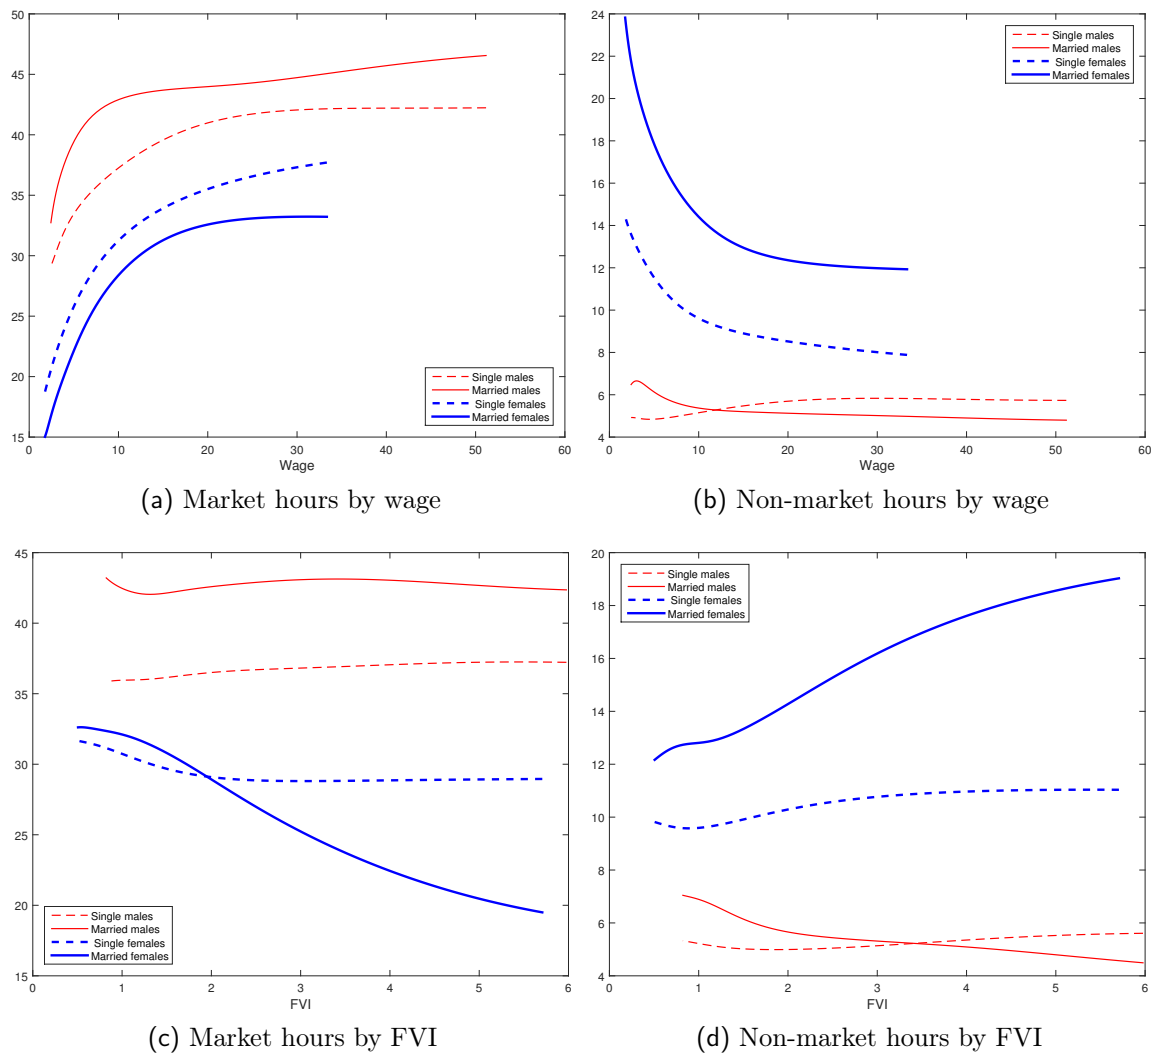 50
45
40
35
30
25
20
15
0 10 20 30 40 50 60
Wage
Single males
Married males
Single females
Married females
(a) Market hours by wage
24
22
20
18
16
14
12
10
8
6
4
0 10 20 30 40 50 60
Wage
Single males
Married males
Single females
Married females
(b) Non-market hours by wage
45
40
35
30
25
20
15
0 1 2 3 4 5 6
FVI
Single males
Married males
Single females
Married females
(c) Market hours by FVI
20
18
16
14
12
10
8
6
4
0 1 2 3 4 5 6
FVI
Single males
Married males
Single females
Married females
(d) Non-market hours by FVI